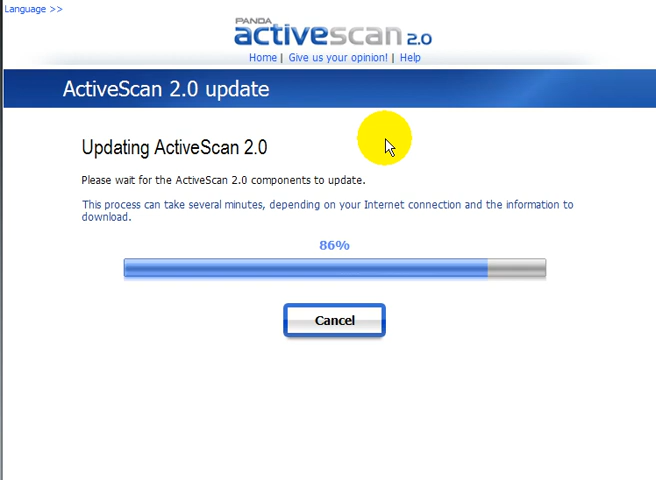 Language >>
PANDA
activescan 2.0
Home | Give us your opinion! | Help
ActiveScan 2.0 update
Updating ActiveScan 2.0
Please wait for the ActiveScan 2.0 components to update.
This process can take several minutes, depending on your Internet connection and the information to
download.
86%
Cancel